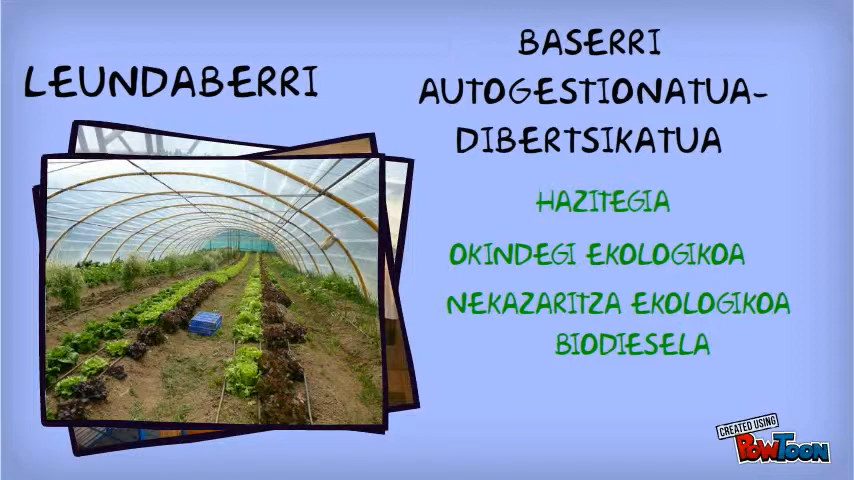 LEUNDABERRI
BASERRI
AUTOGESTIONATUA-
DIBERTSIKATUA
HAZITEGIA
OKINDEGI EKOLOGIKOA
NEKAZARITZA EKOLOGIKOA
BIODIESELA
CREATED USING
POWTOON